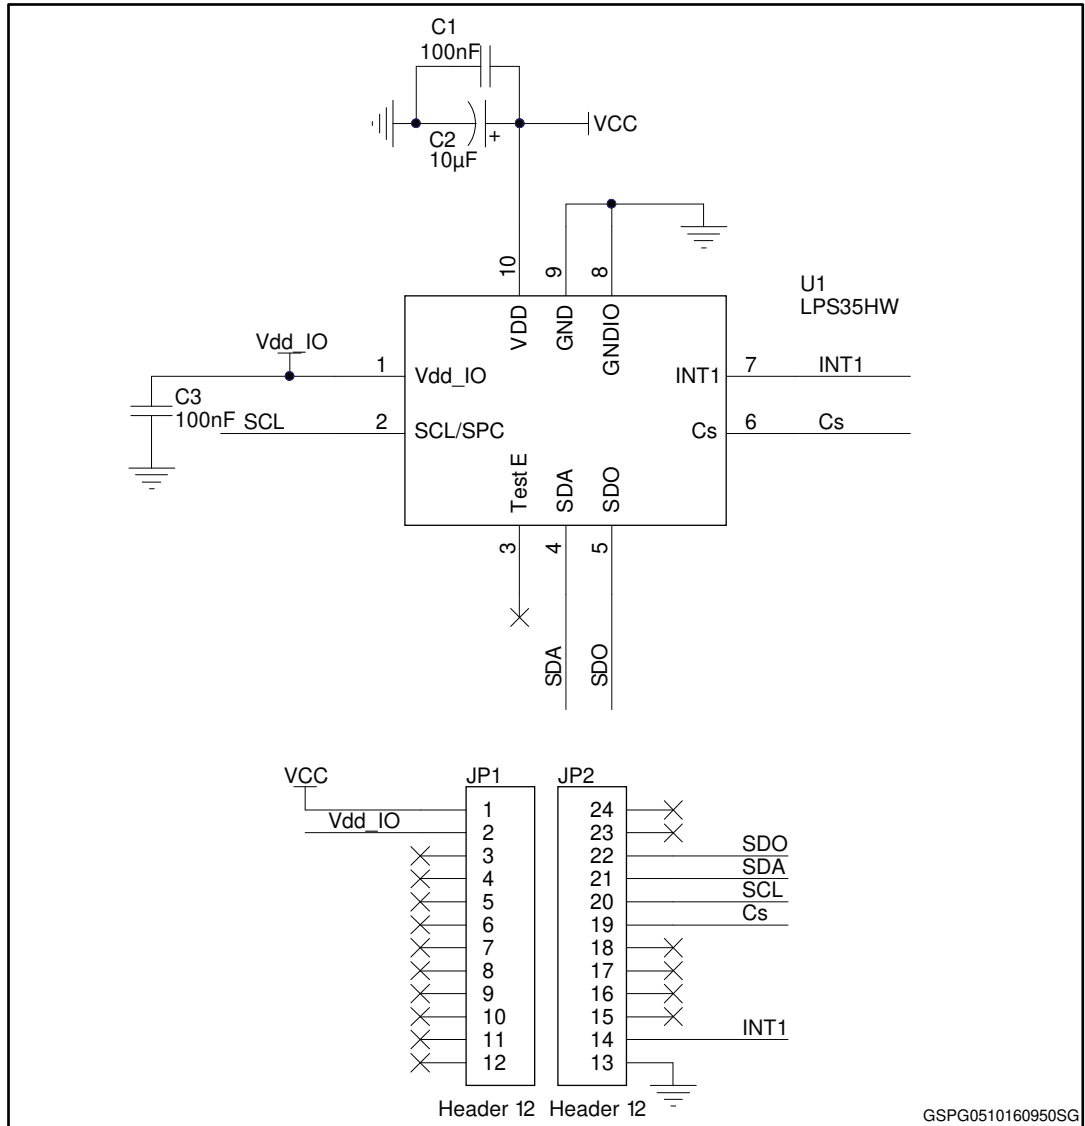 C1
100nF
C2
+
10µF
VCC
10
9
8
U1
LPS35HW
VDD
GND
GNDIO
Vdd_IO
1
Vdd_IO
INT1
7
INT1
C3
100nF
SCL
2
SCL/SPC
Cs
6
Cs
Test E
SDA
SDO
3
4
5
SDA
SDO
VCC
JP1
JP2
1
24
Vdd_IO
2
23
3
22
SDO
4
21
SDA
5
20
SCL
6
19
Cs
7
18
8
17
9
16
10
15
11
14
INT1
12
13
Header 12
Header 12
GSPG0510160950SG